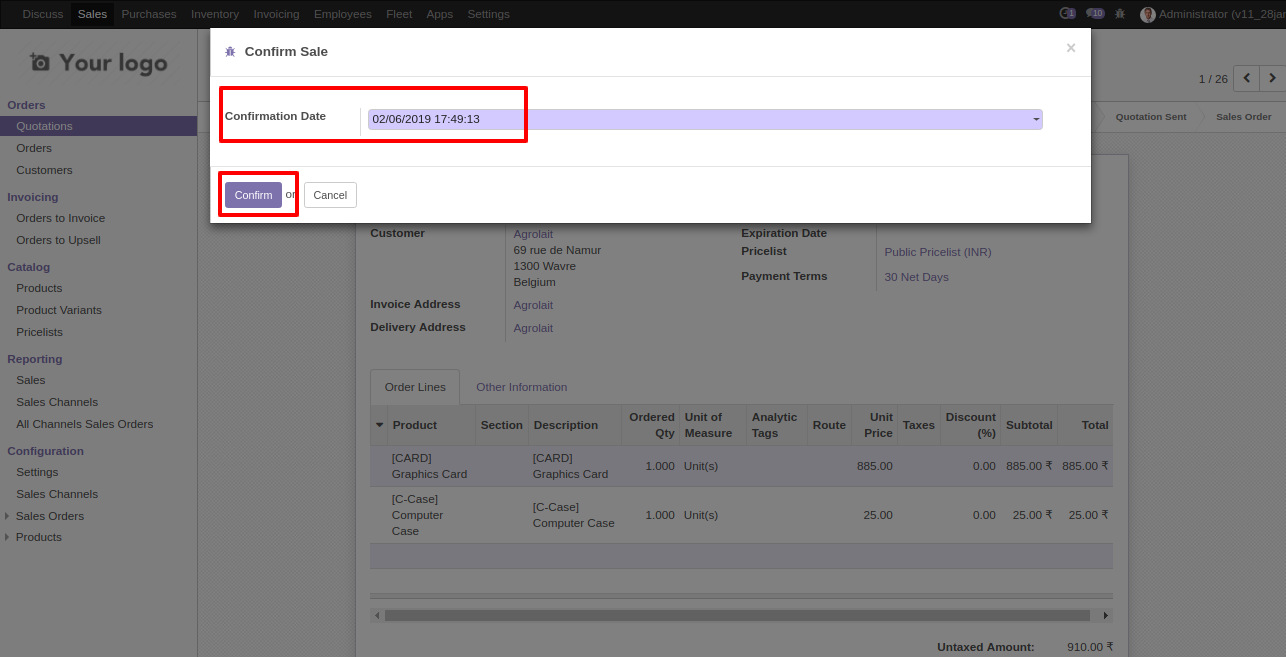 Discuss Sales Purchases Inventory Invoicing Employees Fleet Apps Settings 1 10 Administrator (v11_28jan
Confirm Sale ×
Your logo
1 / 26
Orders
Confirmation Date 02/06/2019 17:49:13
Quotation Sent Sales Order
Quotations
Orders
Customers
Invoicing
Confirm or Cancel
Orders to Invoice
Orders to Upsell
Catalog
Products
Product Variants
Pricelists
Reporting
Sales
Sales Channels
All Channels Sales Orders
Configuration
Settings
Sales Channels
Sales Orders
Products
Customer Agrolait
69 rue de Namur
1300 Wavre
Belgium
Invoice Address Agrolait
Delivery Address Agrolait
Expiration Date
Pricelist Public Pricelist (INR)
Payment Terms 30 Net Days
Order Lines Other Information
Product Section Description Ordered Qty Unit of Measure Analytic Tags Route Unit Price Taxes Discount (%) Subtotal Total
[CARD] Graphics Card [CARD] Graphics Card 1.000 Unit(s) 885.00 0.00 885.00 ₹ 885.00 ₹
[C-Case] Computer Case [C-Case] Computer Case 1.000 Unit(s) 25.00 0.00 25.00 ₹ 25.00 ₹
Untaxed Amount: 910.00 ₹